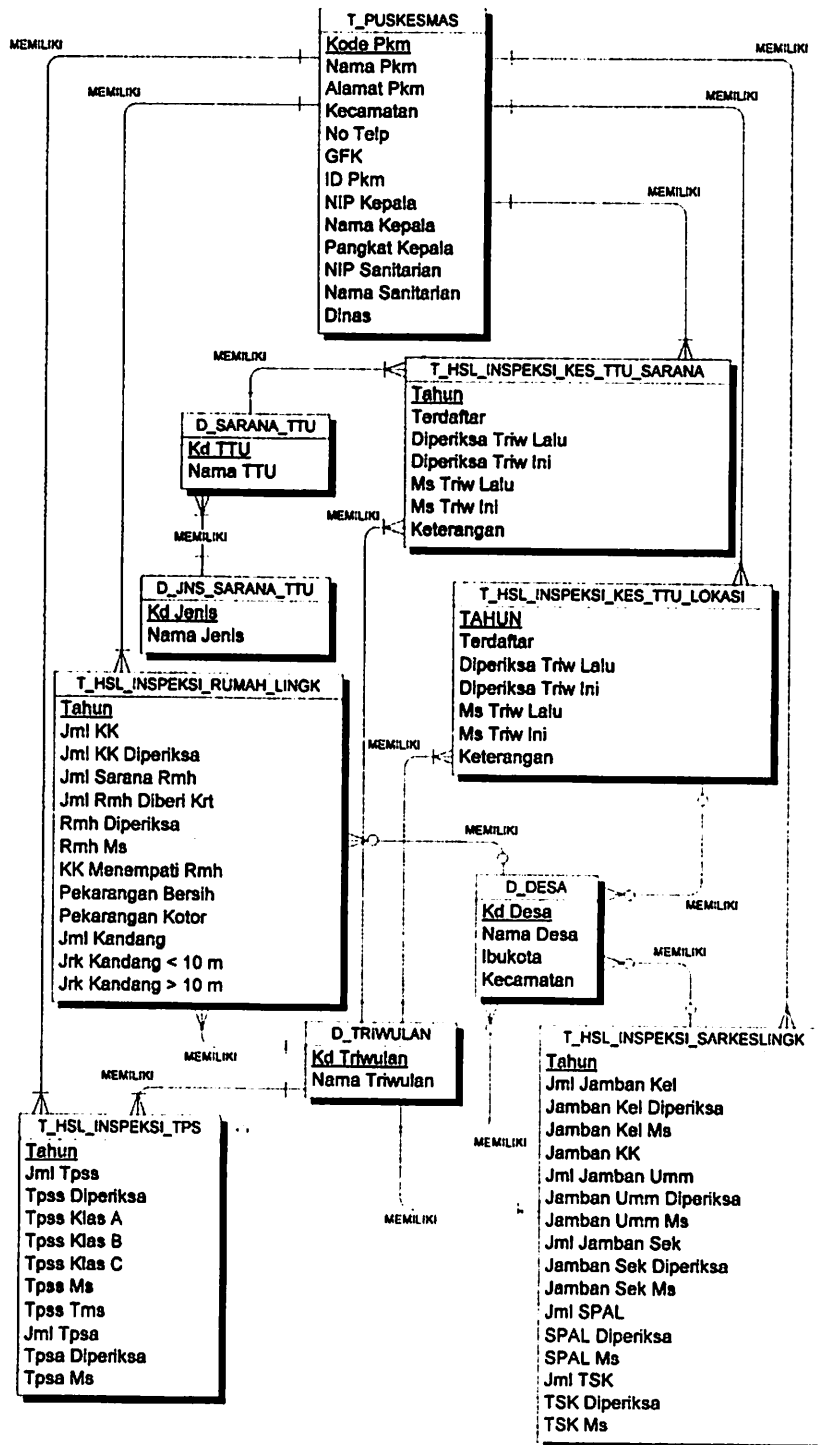 T_PUSKESMAS
Kode Pkm
Nama Pkm
Alamat Pkm
Kecamatan
No Telp
GFK
ID Pkm
NIP Kepala
Nama Kepala
Pangkat Kepala
NIP Sanitarian
Nama Sanitarian
Dinas
MEMILIKI
MEMILIKI
MEMILIKI
MEMILIKI
MEMILIKI
MEMILIKI
T_HSL_INSPEKSI_KES_TTU_SARANA
Tahun
Terdaftar
Diperiksa Triw Lalu
Diperiksa Triw Ini
Ms Triw Lalu
Ms Triw Ini
Keterangan
D_SARANA_TTU
Kd TTU
Nama TTU
MEMILIKI
MEMILIKI
D_JNS_SARANA_TTU
Kd Jenis
Nama Jenis
T_HSL_INSPEKSI_KES_TTU_LOKASI
TAHUN
Terdaftar
Diperiksa Triw Lalu
Diperiksa Triw Ini
Ms Triw Lalu
Ms Triw Ini
Keterangan
MEMILIKI
T_HSL_INSPEKSI_RUMAH_LINGK
Tahun
Jml KK
Jml KK Diperiksa
Jml Sarana Rmh
Jml Rmh Diberi Krt
Rmh Diperiksa
Rmh Ms
KK Menempati Rmh
Pekarangan Bersih
Pekarangan Kotor
Jml Kandang
Jrk Kandang < 10 m
Jrk Kandang > 10 m
MEMILIKI
D_DESA
Kd Desa
Nama Desa
Ibukota
Kecamatan
MEMILIKI
MEMILIKI
D_TRIWULAN
Kd Triwulan
Nama Triwulan
MEMILIKI
MEMILIKI
MEMILIKI
MEMILIKI
T_HSL_INSPEKSI_TPS
Tahun
Jml Tpss
Tpss Diperiksa
Tpss Klas A
Tpss Klas B
Tpss Klas C
Tpss Ms
Tpss Tms
Jml Tpsa
Tpsa Diperiksa
Tpsa Ms
T_HSL_INSPEKSI_SARKESLINGK
Tahun
Jml Jamban Kel
Jamban Kel Diperiksa
Jamban Kel Ms
Jamban KK
Jml Jamban Umm
Jamban Umm Diperiksa
Jamban Umm Ms
Jml Jamban Sek
Jamban Sek Diperiksa
Jamban Sek Ms
Jml SPAL
SPAL Diperiksa
SPAL Ms
Jml TSK
TSK Diperiksa
TSK Ms